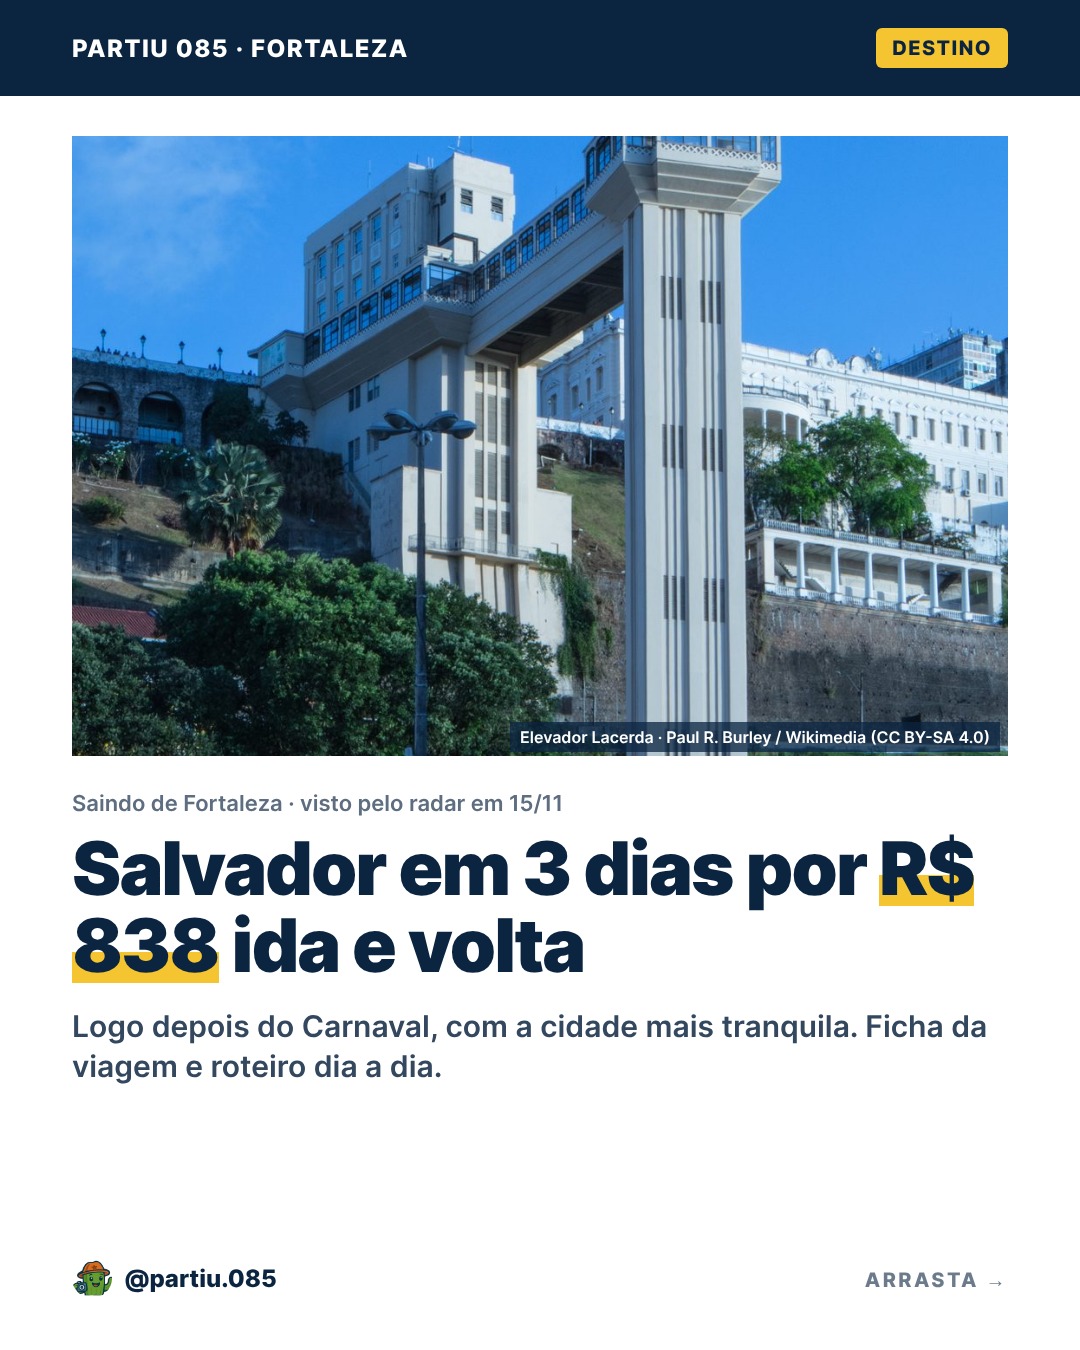 PARTIU 085 · FORTALEZA
DESTINO
Elevador Lacerda · Paul R. Burley / Wikimedia (CC BY-SA 4.0)
Saindo de Fortaleza · visto pelo radar em 15/11
Salvador em 3 dias por R$
838 ida e volta
Logo depois do Carnaval, com a cidade mais tranquila. Ficha da
viagem e roteiro dia a dia.
@partiu.085
ARRASTA →